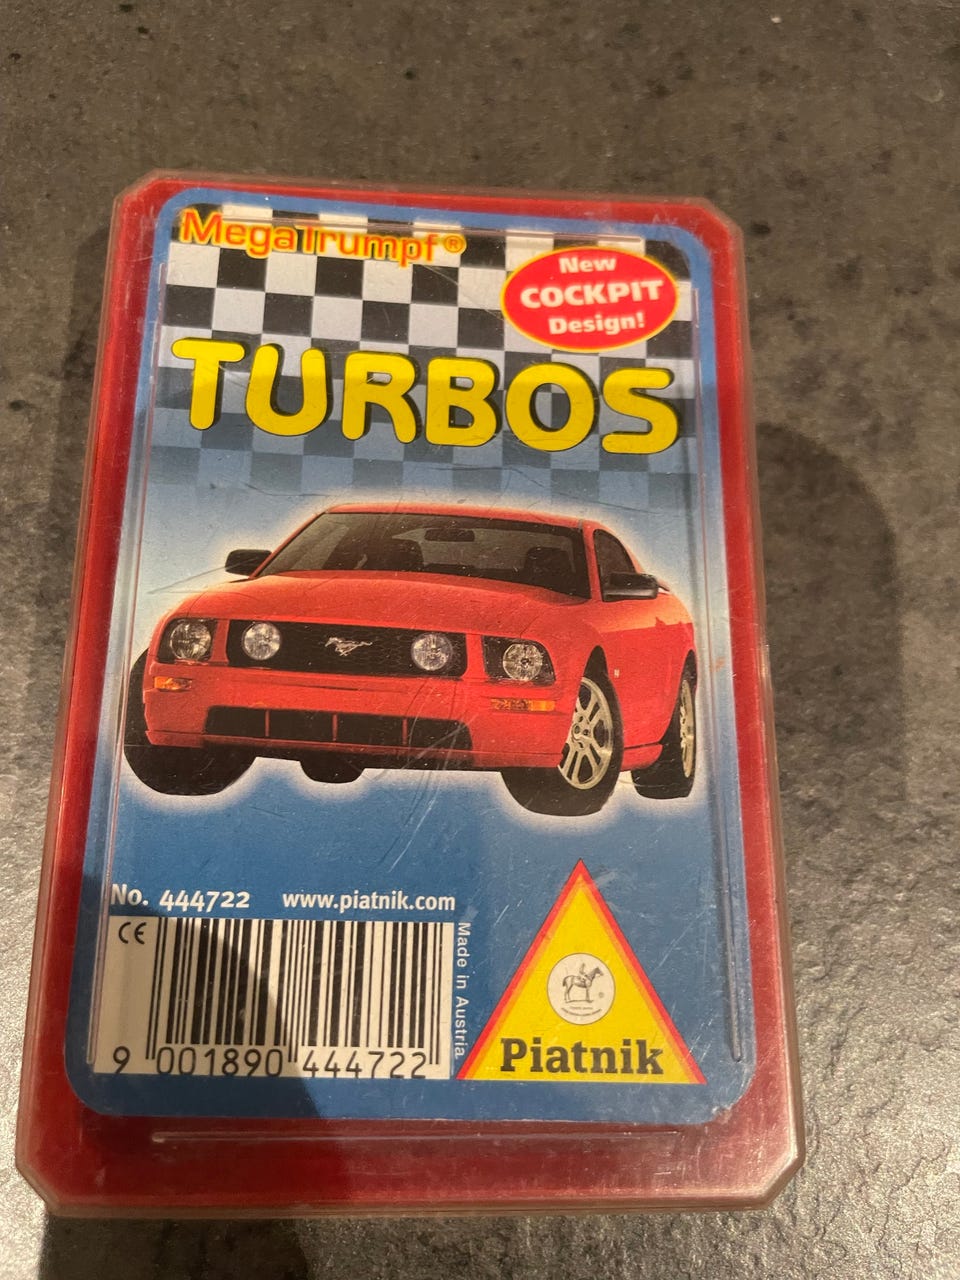 MegaTrumpf®
New
COCKPIT
Design!
TURBOS
No. 444722
www.piatnik.com
CE
Made in Austria
9 001890 444722
Piatnik